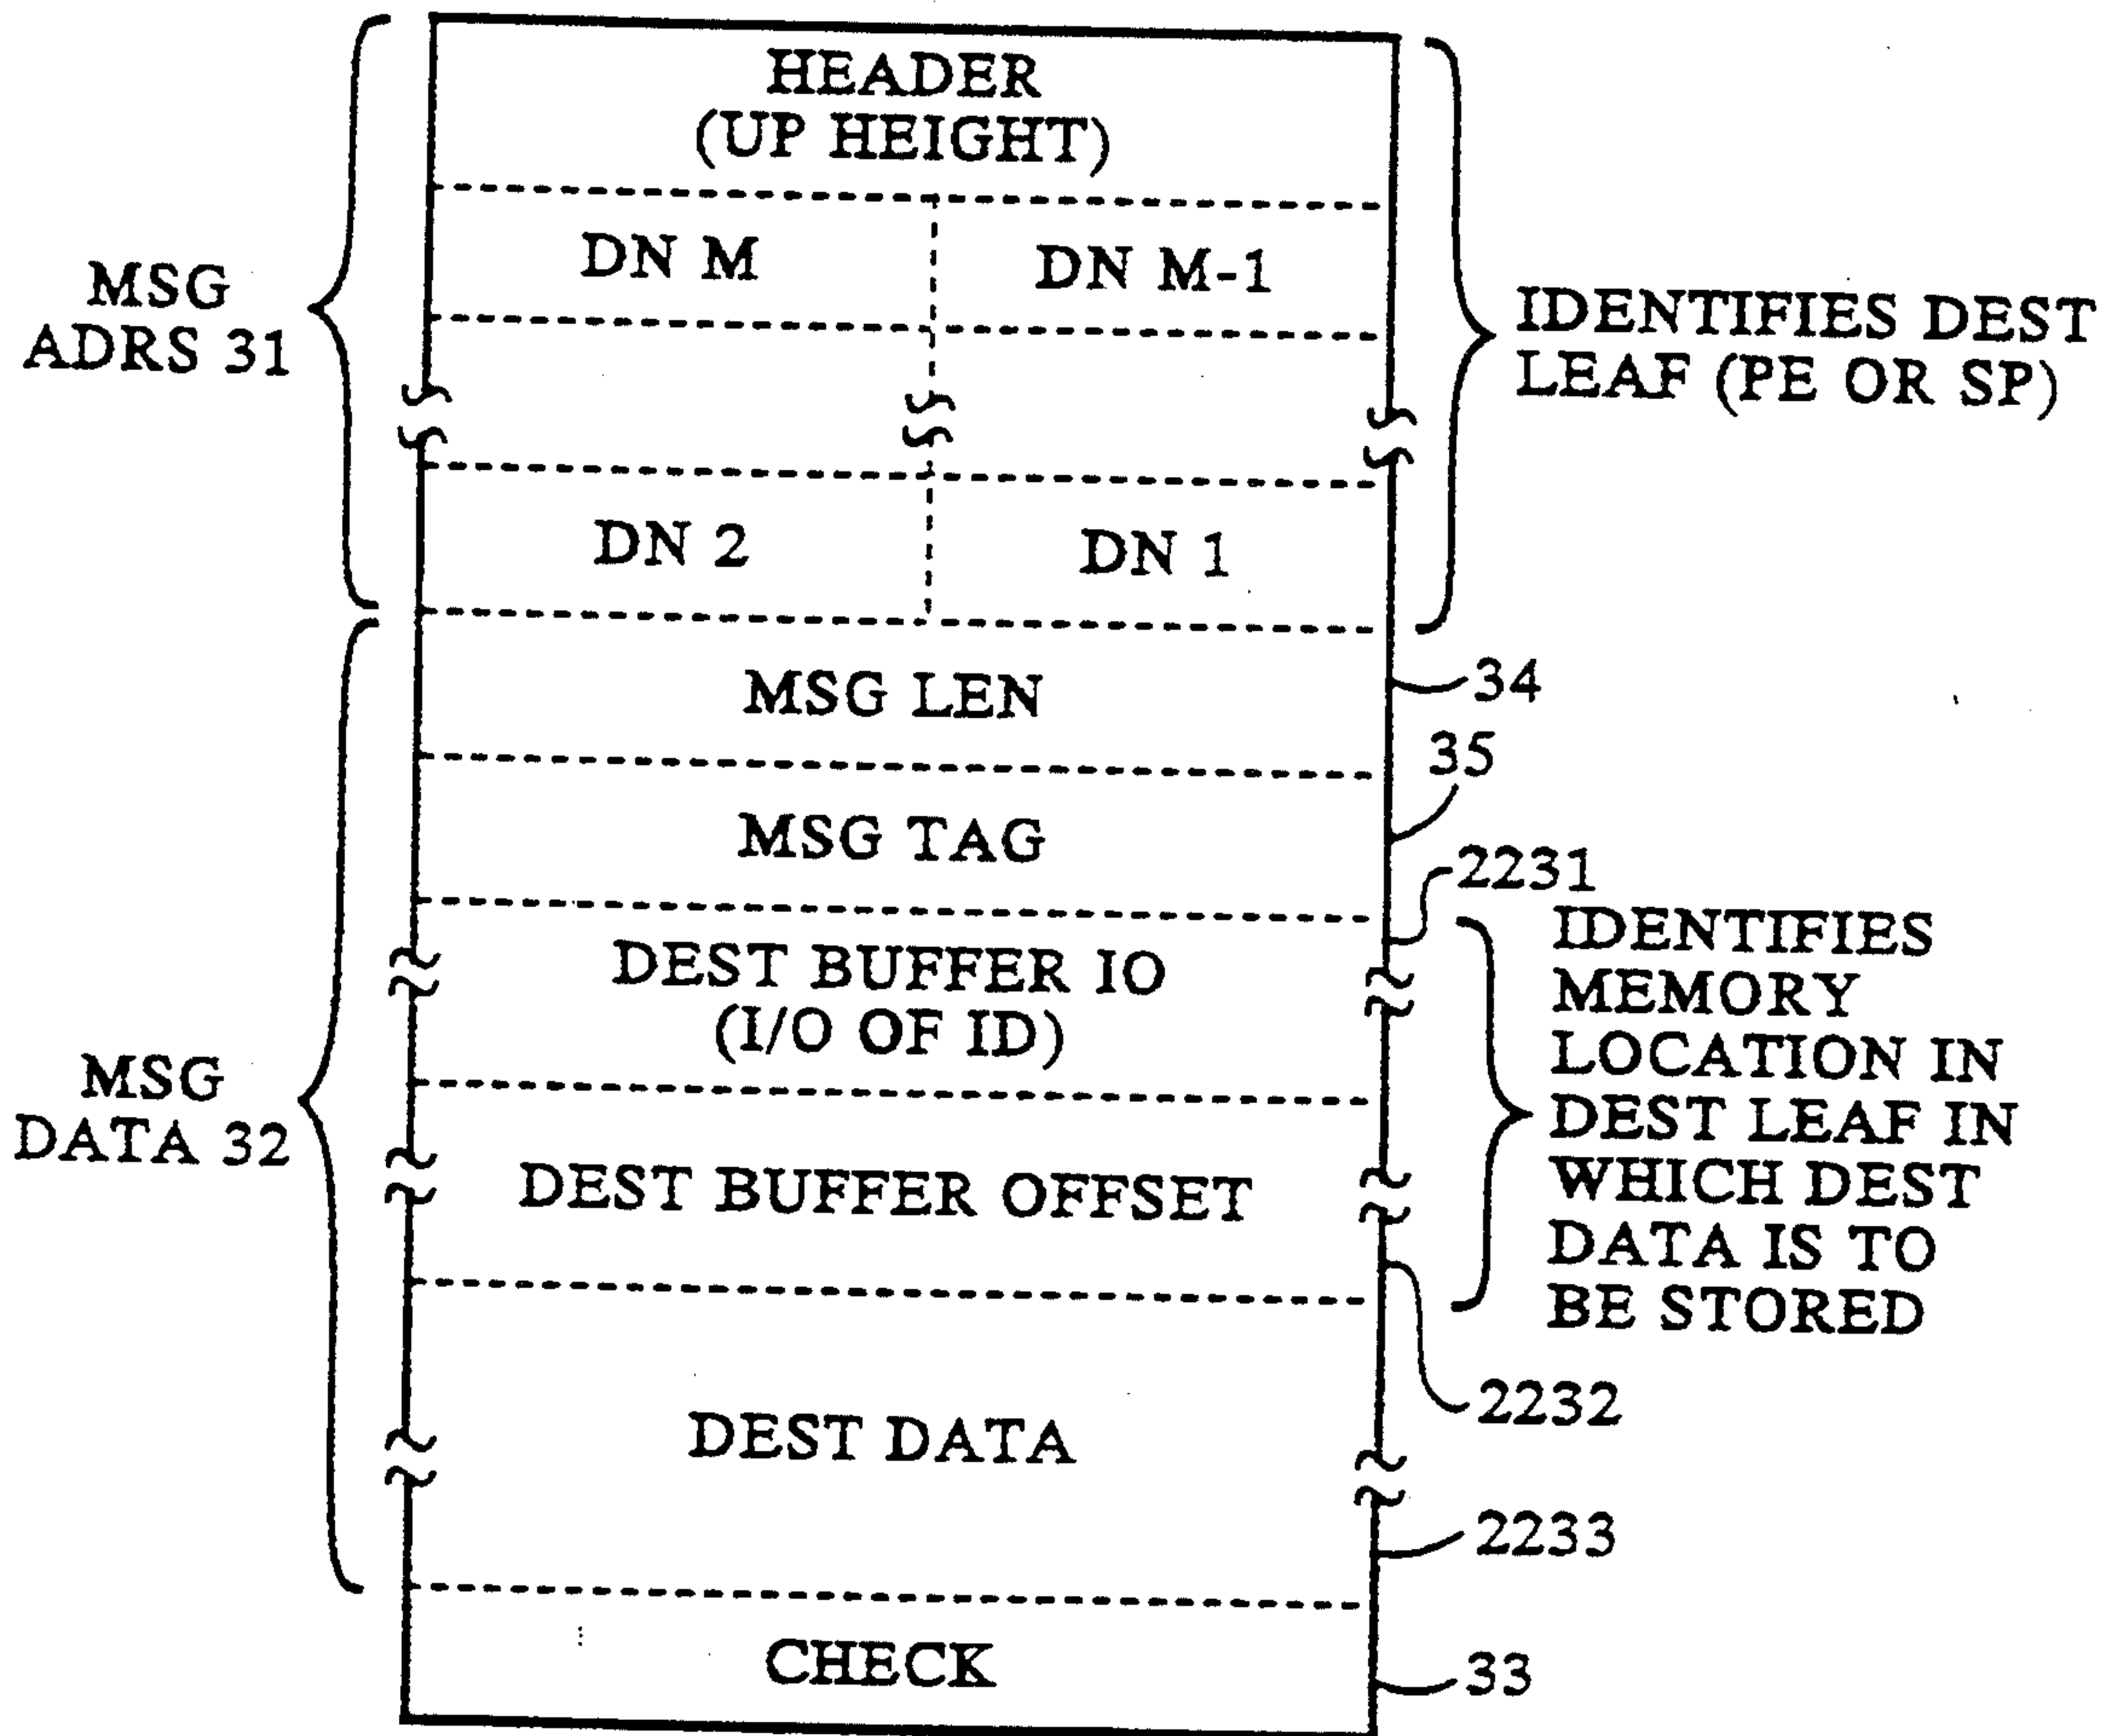 HEADER
(UP HEIGHT)
DN M
DN M-1
MSG
ADRS 31
IDENTIFIES DEST
LEAF (PE OR SP)
DN 2
DN 1
MSG LEN
34
35
MSG TAG
2231
DEST BUFFER IO
(I/O OF ID)
IDENTIFIES
MEMORY
LOCATION IN
DEST LEAF IN
WHICH DEST
DATA IS TO
BE STORED
MSG
DATA 32
DEST BUFFER OFFSET
2232
DEST DATA
2233
CHECK
33